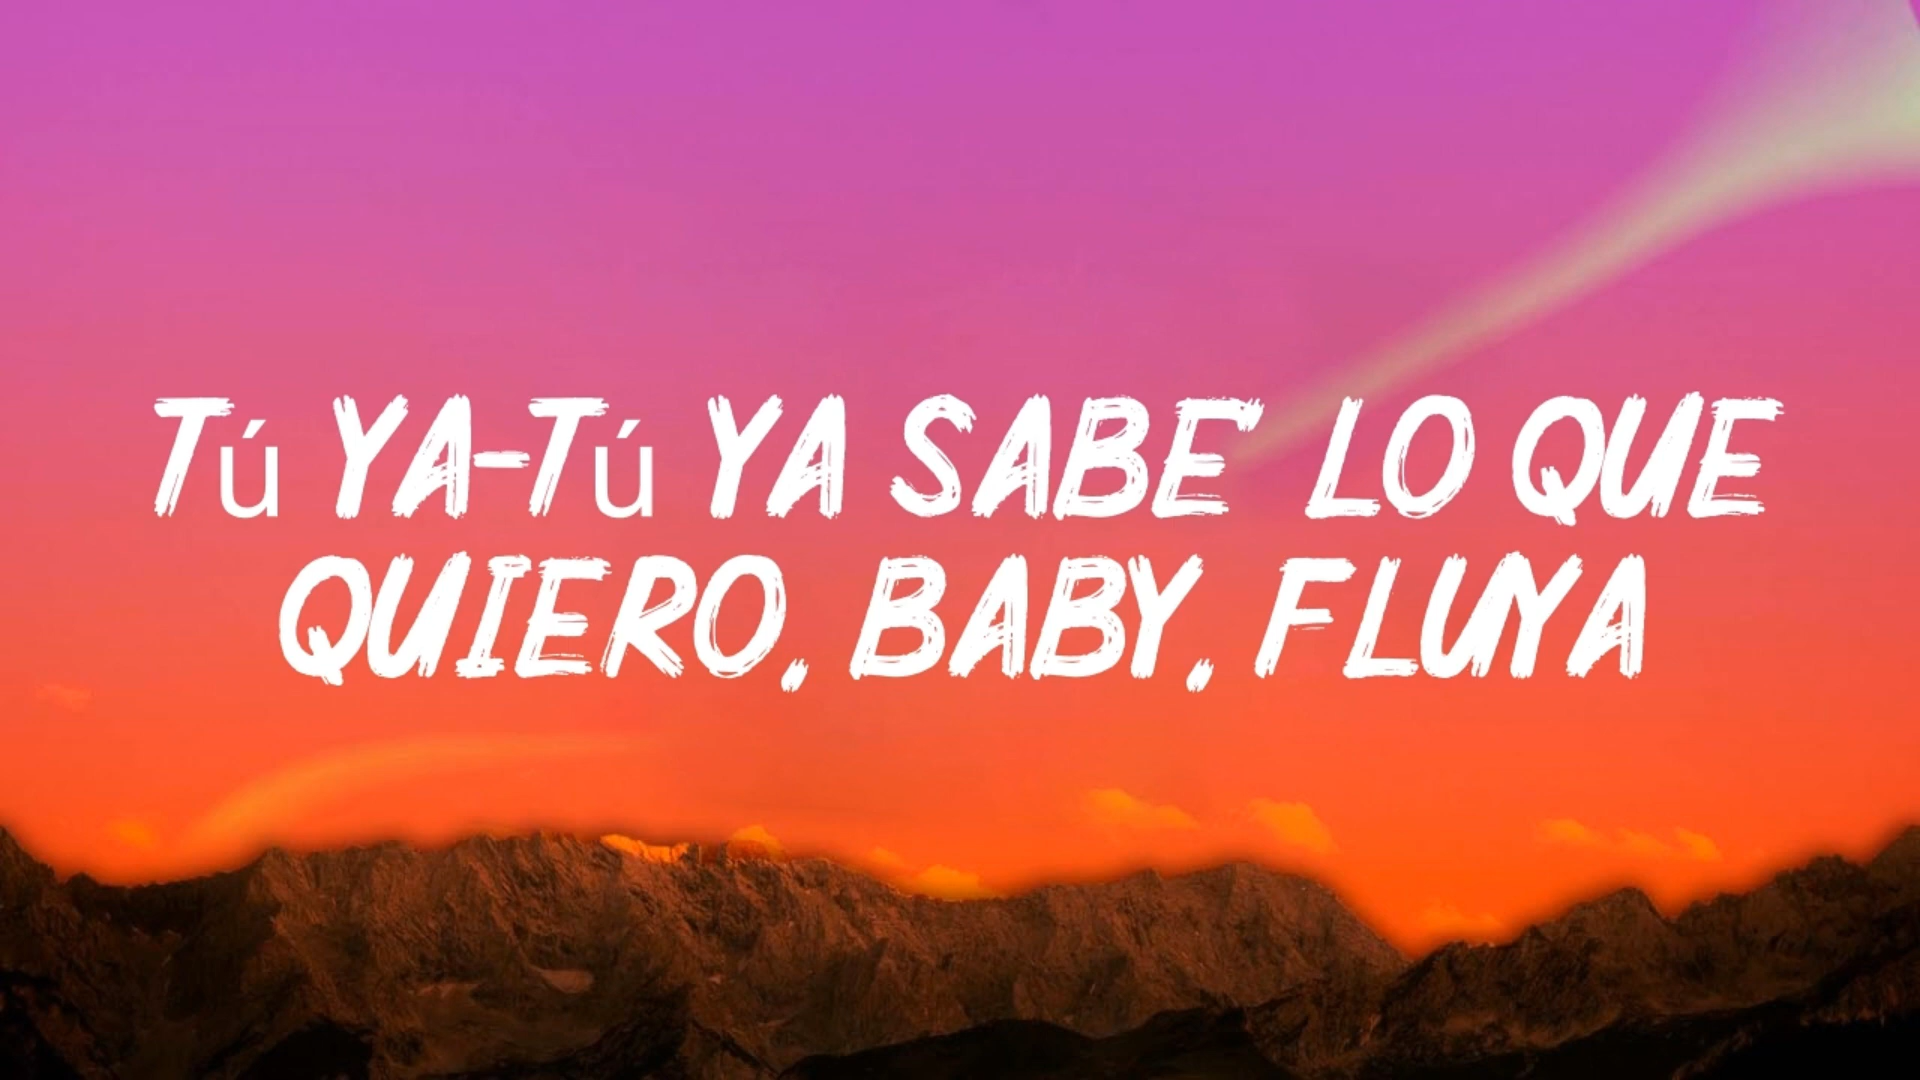 Tú YA-Tú YA SABE' LO QUE
QUIERO, BABY, FLUYA